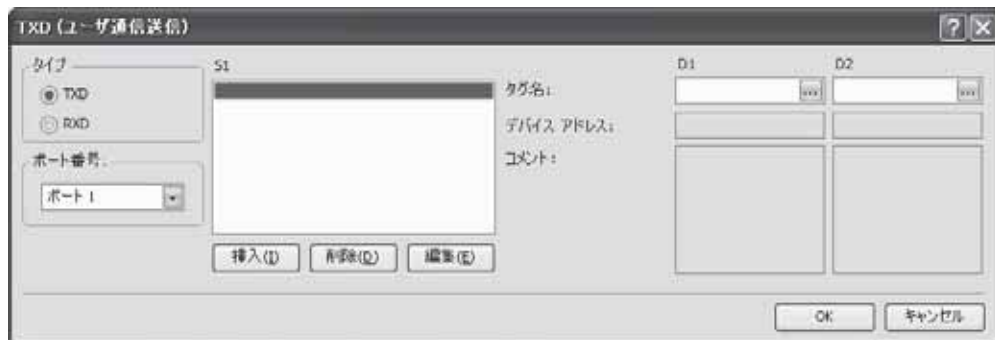 TXD (ユーザ通信送信)
タイプ
TXD
RXD
ポート番号:
ポート 1
S1
挿入(I)
削除(D)
編集(E)
D1
D2
タグ名:
デバイス アドレス:
コメント:
OK
キャンセル